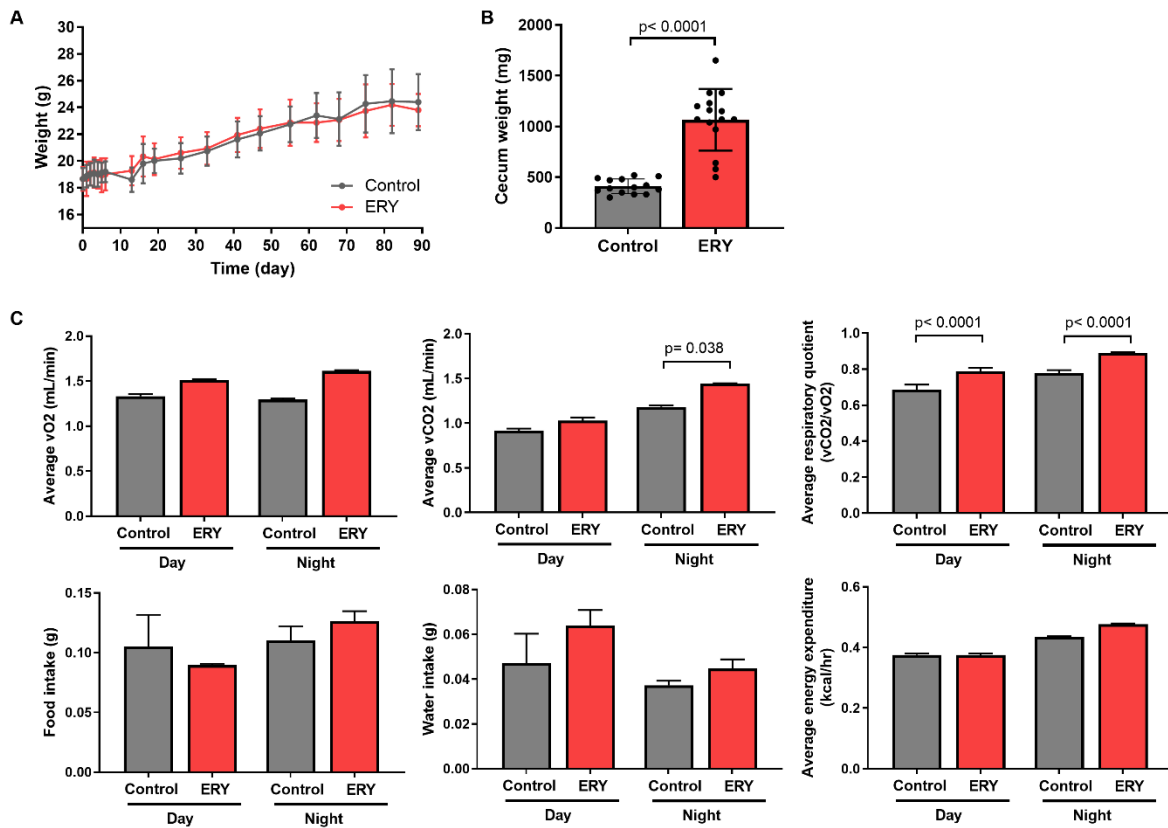 A
Weight (g)
30
28
26
24
22
20
18
16
Control
ERY
0 10 20 30 40 50 60 70 80 90
Time (day)
B
p< 0.0001
Cecum weight (mg)
2000
1500
1000
500
0
Control ERY
C
Average vO2 (mL/min)
2.0
1.5
1.0
0.5
0.0
Control ERY Control ERY
Day Night
p= 0.038
Average vCO2 (mL/min)
2.0
1.5
1.0
0.5
0.0
Control ERY Control ERY
Day Night
p< 0.0001 p< 0.0001
Average respiratory quotient
(vCO2/vO2)
1.0
0.8
0.6
0.4
0.2
0.0
Control ERY Control ERY
Day Night
Food intake (g)
0.15
0.10
0.05
0.00
Control ERY Control ERY
Day Night
Water intake (g)
0.08
0.06
0.04
0.02
0.00
Control ERY Control ERY
Day Night
Average energy expenditure
(kcal/hr)
0.6
0.4
0.2
0.0
Control ERY Control ERY
Day Night